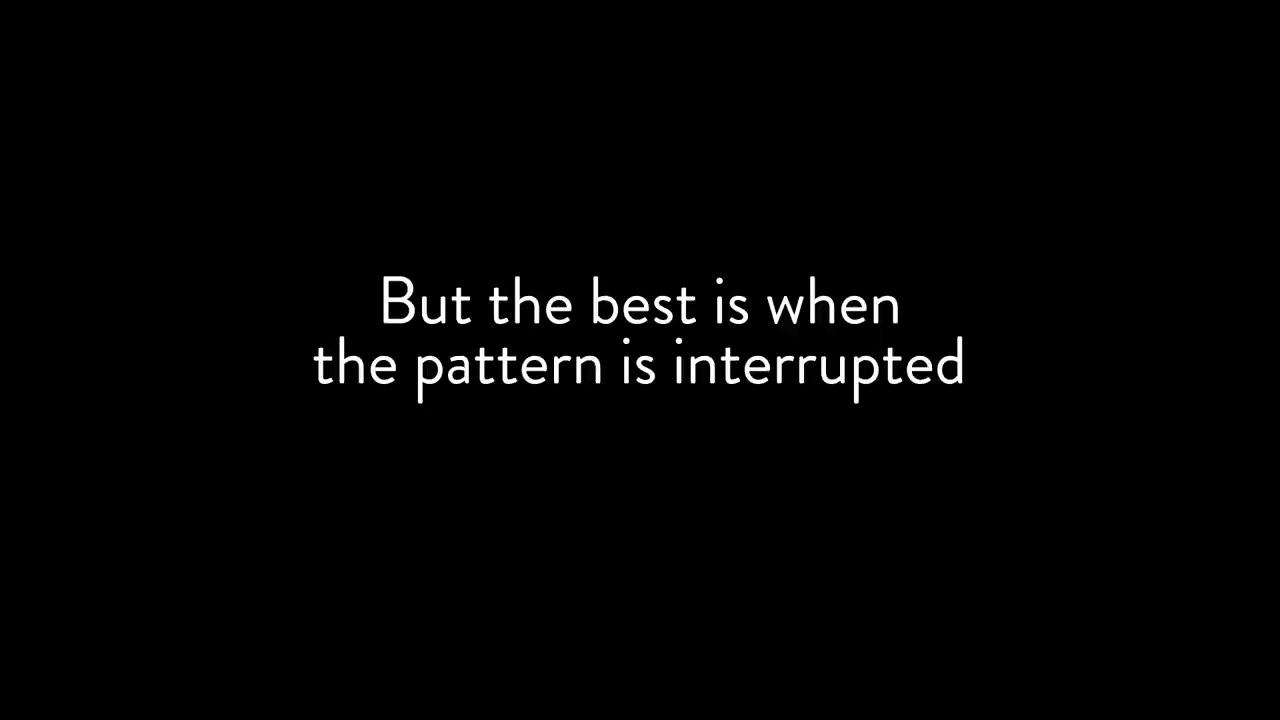 But the best is when
the pattern is interrupted